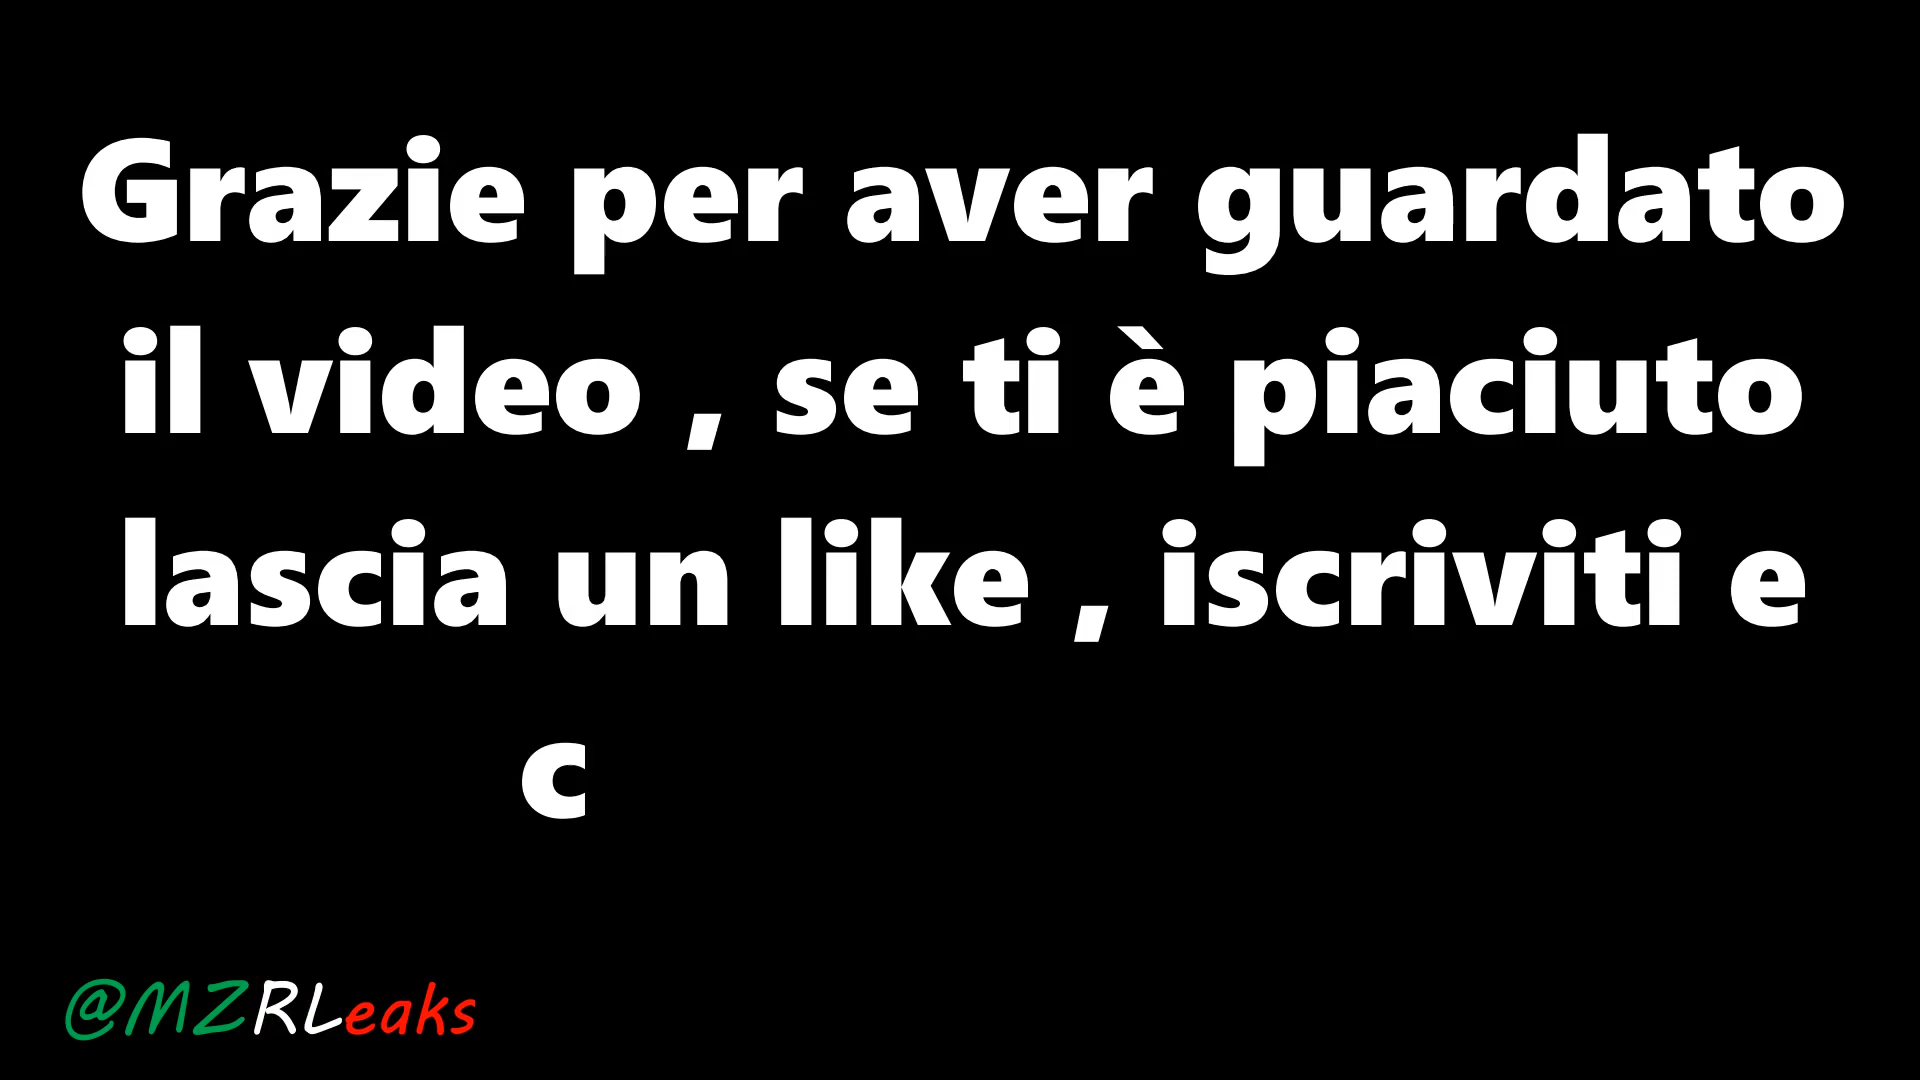 Grazie per aver guardato
il video , se ti è piaciuto
lascia un like , iscriviti e
c
@MZRLeaks